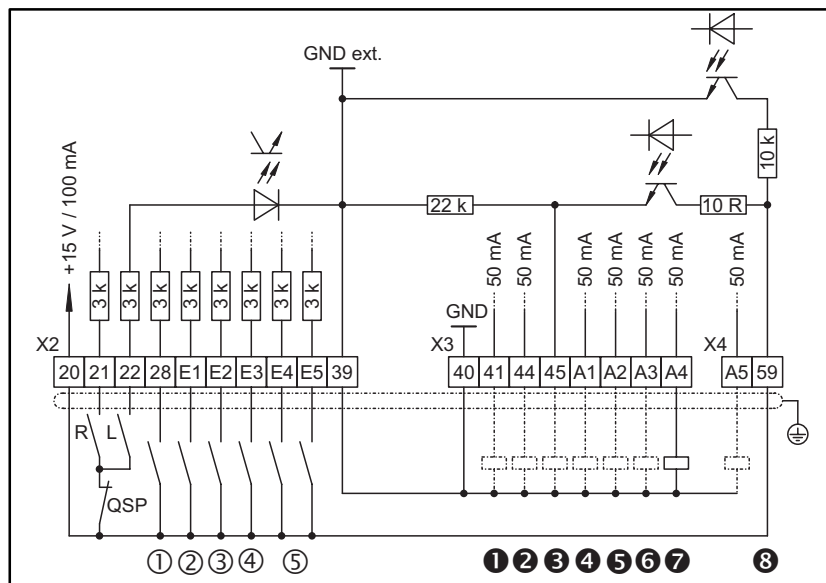 GND ext.
+15 V / 100 mA
10 k
22 k
10 R
3 k 3 k 3 k 3 k 3 k 3 k 3 k 3 k
50 mA 50 mA 50 mA 50 mA 50 mA 50 mA 50 mA
GND
X2 X3 X4
20 21 22 28 E1 E2 E3 E4 E5 39 40 41 44 45 A1 A2 A3 A4 A5 59
R L
QSP
① ② ③ ④ ⑤ ❶ ❷ ❸ ❹ ❺ ❻ ❼ ❽